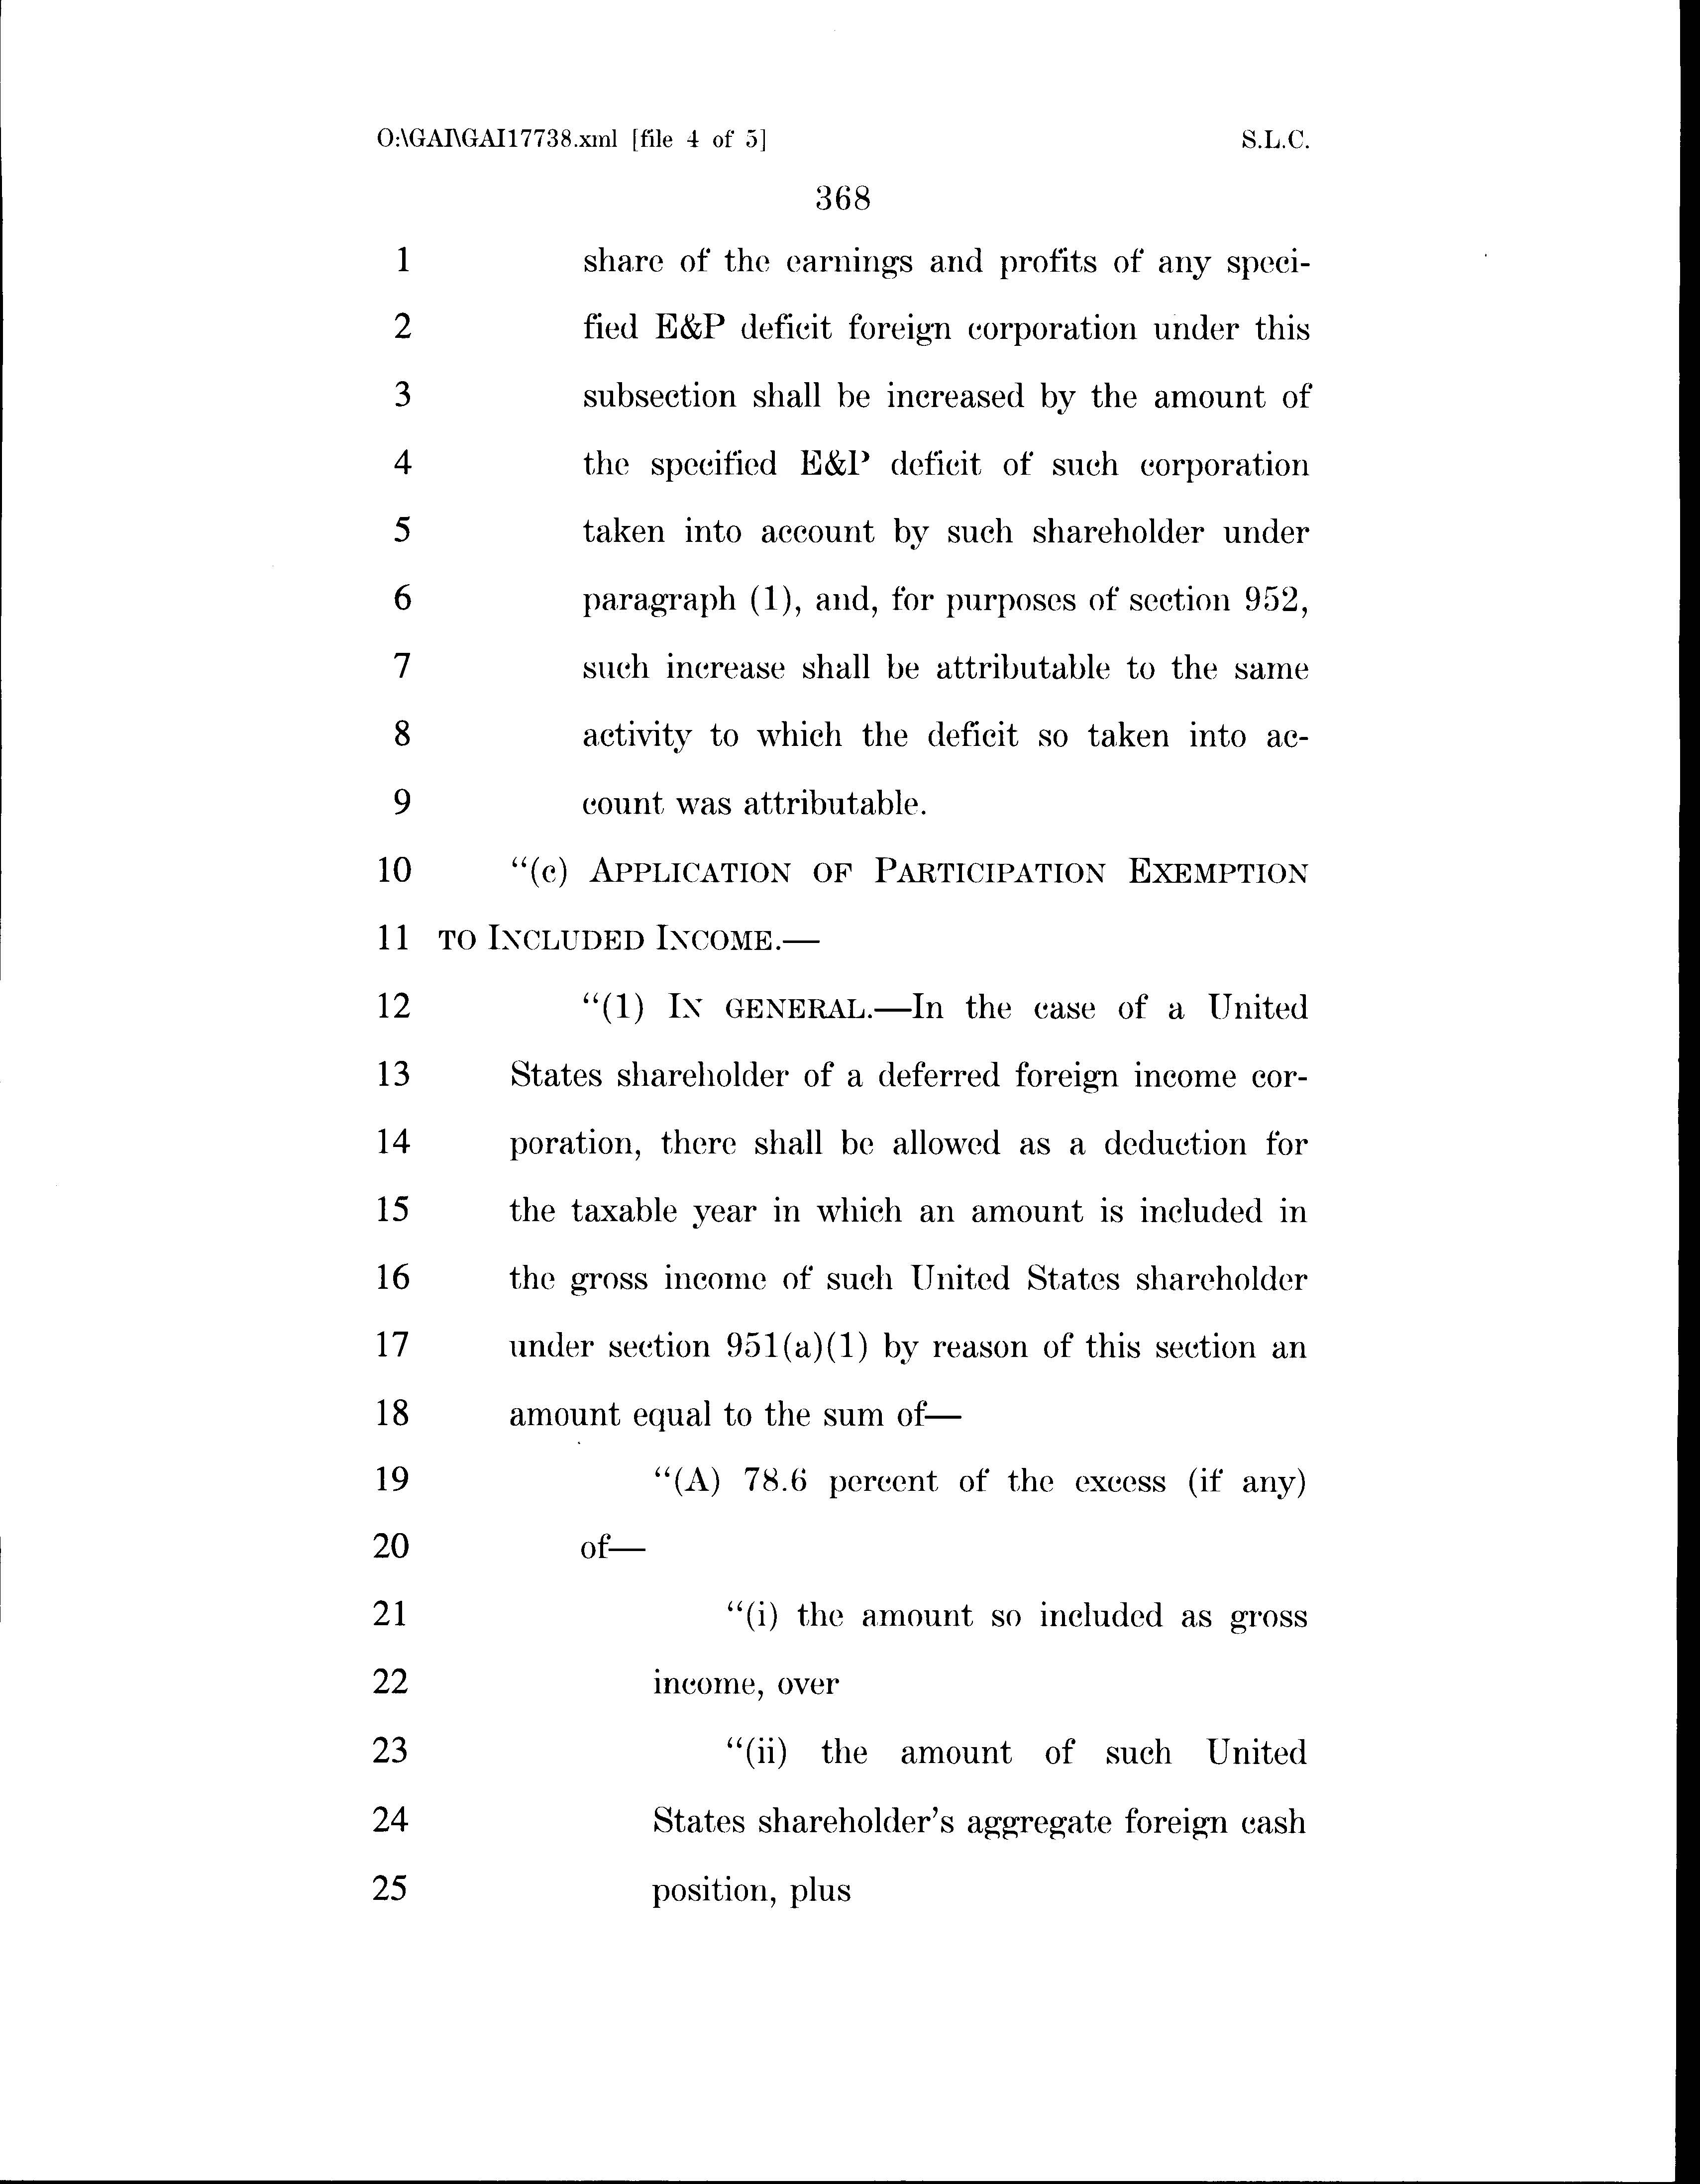 O:\GAI\GAI17738.xml [file 4 of 5] S.L.C.
368
1 share of the earnings and profits of any speci-
2 fied E&P deficit foreign corporation under this
3 subsection shall be increased by the amount of
4 the specified E&P deficit of such corporation
5 taken into account by such shareholder under
6 paragraph (1), and, for purposes of section 952,
7 such increase shall be attributable to the same
8 activity to which the deficit so taken into ac-
9 count was attributable.
10 “(c) APPLICATION OF PARTICIPATION EXEMPTION
11 TO INCLUDED INCOME.—
12 “(1) IN GENERAL.—In the case of a United
13 States shareholder of a deferred foreign income cor-
14 poration, there shall be allowed as a deduction for
15 the taxable year in which an amount is included in
16 the gross income of such United States shareholder
17 under section 951(a)(1) by reason of this section an
18 amount equal to the sum of—
19 “(A) 78.6 percent of the excess (if any)
20 of—
21 “(i) the amount so included as gross
22 income, over
23 “(ii) the amount of such United
24 States shareholder’s aggregate foreign cash
25 position, plus